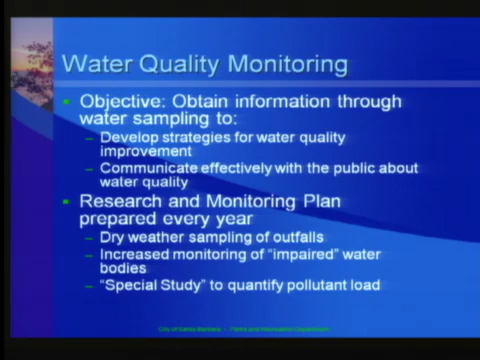 Water Quality Monitoring
Objective: Obtain information through
water sampling to:
– Develop strategies for water quality
improvement
– Communicate effectively with the public about
water quality
Research and Monitoring Plan
prepared every year
– Dry weather sampling of outfalls
– Increased monitoring of “impaired” water
bodies
– “Special Study” to quantify pollutant load
City of Santa Barbara - Parks and Recreation Department